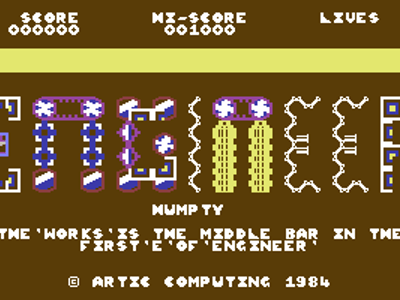 SCORE HI-SCORE LIVES
000000 001000
ENGINEER
HUMPTY
THE'WORKS'IS THE MIDDLE BAR IN THE
FIRST'E'OF'ENGINEER'
© ARTIC COMPUTING 1984